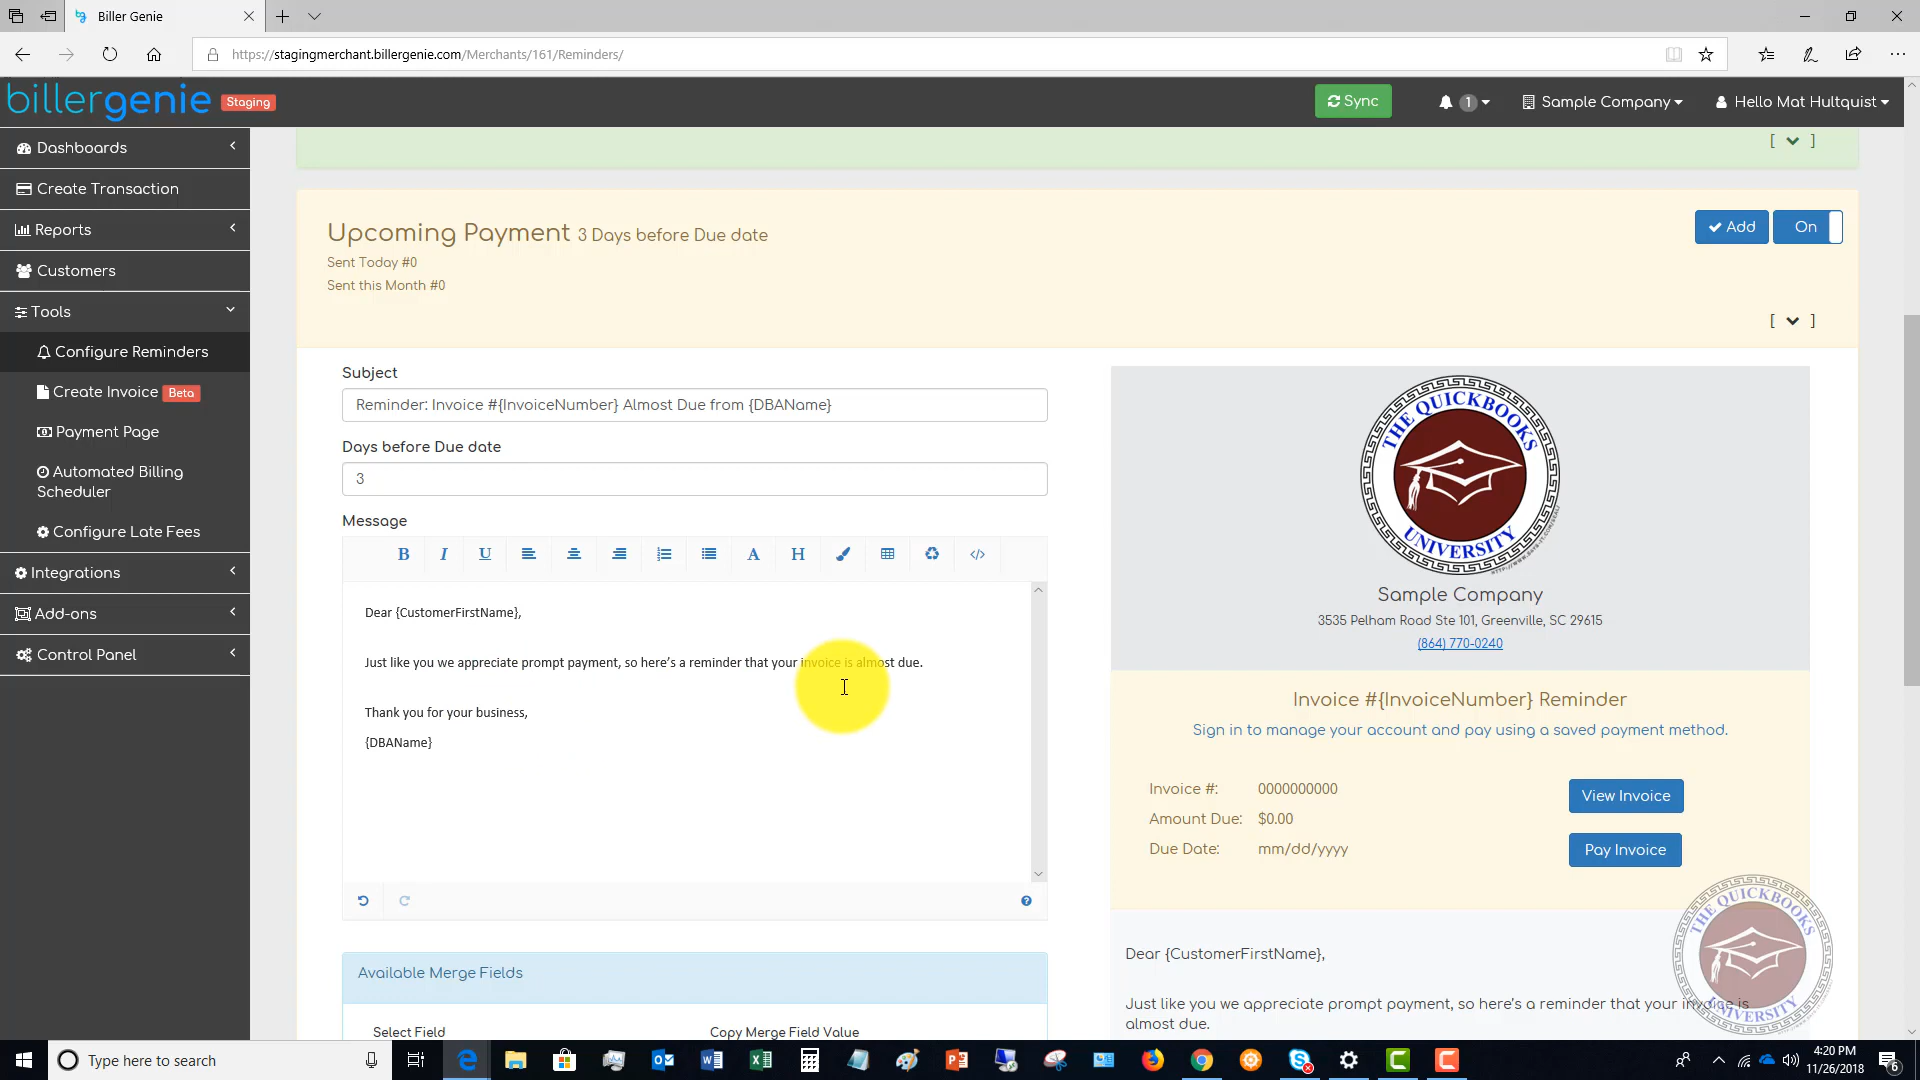 Biller Genie
https://stagingmerchant.billergenie.com/Merchants/161/Reminders/
billergenie Staging
Sync
1
Sample Company
Hello Mat Hultquist
Dashboards
Create Transaction
Reports
Customers
Tools
Configure Reminders
Create Invoice Beta
Payment Page
Automated Billing
Scheduler
Configure Late Fees
Integrations
Add-ons
Control Panel
[ ]
Upcoming Payment 3 Days before Due date
Sent Today #0
Sent this Month #0
Add
On
[ ]
Subject
Reminder: Invoice #{InvoiceNumber} Almost Due from {DBAName}
Days before Due date
3
Message
B I U A H </>
Dear {CustomerFirstName},
Just like you we appreciate prompt payment, so here's a reminder that your invoice is almost due.
Thank you for your business,
{DBAName}
Available Merge Fields
Select Field
Copy Merge Field Value
THE QUICKBOOKS
UNIVERSITY
Sample Company
3535 Pelham Road Ste 101, Greenville, SC 29615
(864) 770-0240
Invoice #{InvoiceNumber} Reminder
Sign in to manage your account and pay using a saved payment method.
Invoice #: 0000000000
Amount Due: $0.00
Due Date: mm/dd/yyyy
View Invoice
Pay Invoice
Dear {CustomerFirstName},
Just like you we appreciate prompt payment, so here's a reminder that your invoice is
almost due.
THE QUICKBOOKS
UNIVERSITY
Type here to search
4:20 PM
11/26/2018
6